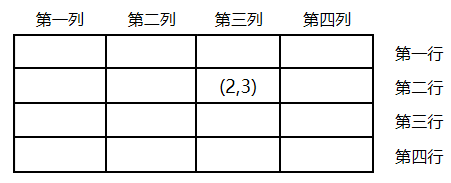 第一列 第二列 第三列 第四列
第一行
(2,3) 第二行
第三行
第四行